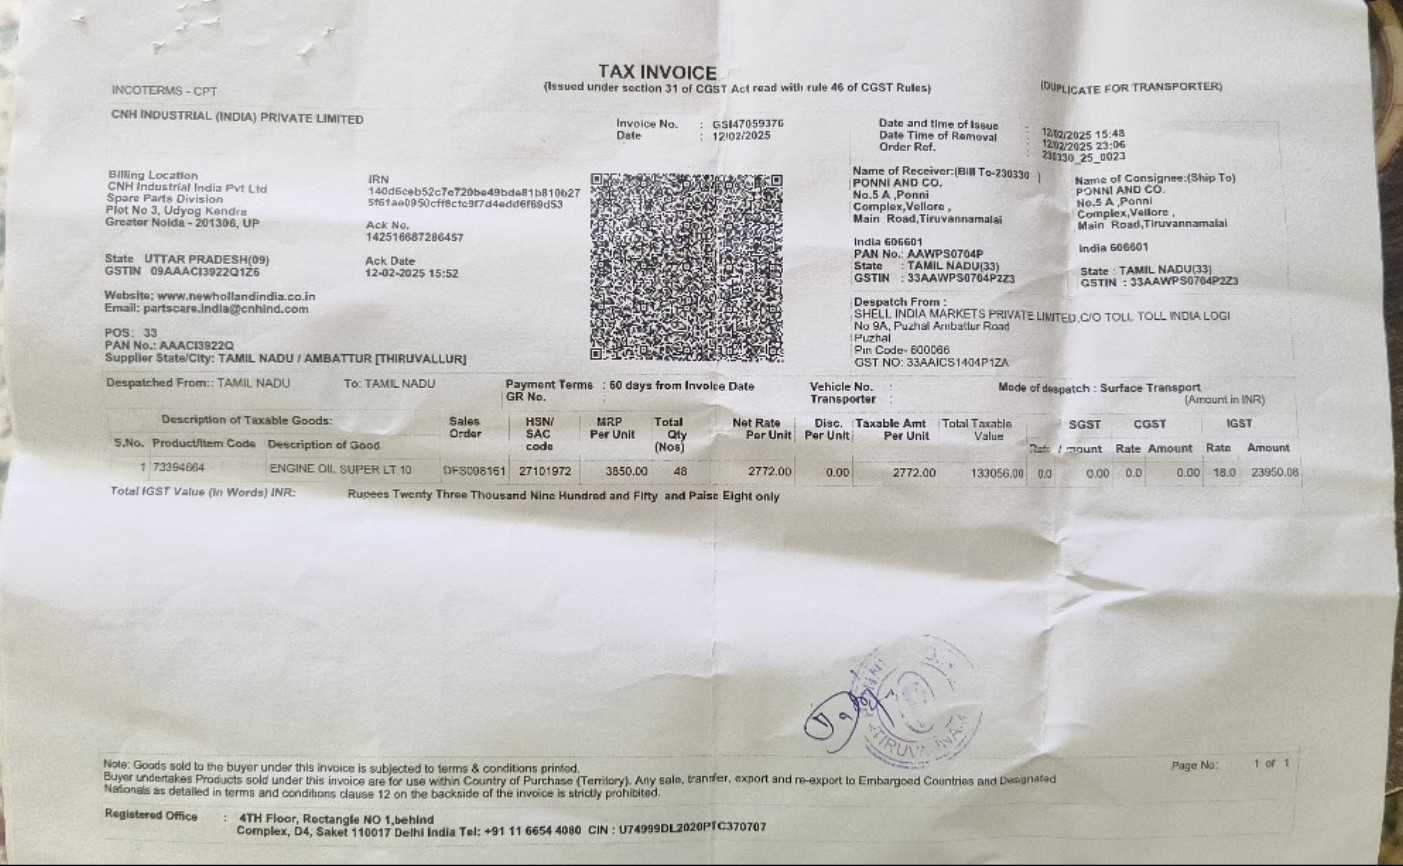 TAX INVOICE
INCOTERMS - CPT
(Issued under section 31 of CGST Act read with rule 46 of CGST Rules)
(DUPLICATE FOR TRANSPORTER)
CNH INDUSTRIAL (INDIA) PRIVATE LIMITED
Invoice No. : GSI47059376
Date : 12/02/2025
Date and time of Issue : 12/02/2025 15:48
Date Time of Removal : 12/02/2025 23:06
Order Ref. : 230330_25_0023
Billing Location
CNH Industrial India Pvt Ltd
Spare Parts Division
Plot No 3, Udyog Kendra
Greater Noida - 201306, UP
State UTTAR PRADESH(09)
GSTIN 09AAACI3922Q1Z6
Website: www.newhollandindia.co.in
Email: partscare.india@cnhind.com
POS: 33
PAN No.: AAACI3922Q
Supplier State/City: TAMIL NADU / AMBATTUR [THIRUVALLUR]
IRN
Ack No.
142516687286457
Ack Date
12-02-2025 15:52
Name of Receiver:(Bill To-230330 )
PONNI AND CO.
No.5 A ,Ponni
Complex,Vellore ,
Main Road,Tiruvannamalai
India 606601
PAN No.: AAWPS0704P
State : TAMIL NADU(33)
GSTIN : 33AAWPS0704P2Z3
Name of Consignee:(Ship To)
PONNI AND CO.
No.5 A ,Ponni
Complex,Vellore ,
Main Road,Tiruvannamalai
India 606601
State : TAMIL NADU(33)
GSTIN : 33AAWPS0704P2Z3
Despatch From :
SHELL INDIA MARKETS PRIVATE LIMITED,C/O TOLL TOLL INDIA LOGI
No 9A, Puzhal Ambattur Road
Puzhal
Pin Code- 600066
GST NO: 33AAICS1404P1ZA
Despatched From:: TAMIL NADU To: TAMIL NADU
Payment Terms : 60 days from Invoice Date
GR No. :
Vehicle No. :
Transporter :
Mode of despatch : Surface Transport
(Amount in INR)
Description of Taxable Goods: Sales Order HSN/ SAC code MRP Per Unit Total Qty (Nos) Net Rate Per Unit Disc. Per Unit Taxable Amt Per Unit Total Taxable Value SGST CGST IGST
S.No. Product/Item Code Description of Good Rate Amount Rate Amount Rate Amount
1 73394664 ENGINE OIL SUPER LT 10 DFS098161 27101972 3850.00 48 2772.00 0.00 2772.00 133056.00 0.0 0.00 0.0 0.00 18.0 23950.08
Total IGST Value (In Words) INR: Rupees Twenty Three Thousand Nine Hundred and Fifty and Paise Eight only
Note: Goods sold to the buyer under this invoice is subjected to terms & conditions printed.
Buyer undertakes Products sold under this invoice are for use within Country of Purchase (Territory). Any sale, transfer, export and re-export to Embargoed Countries and Designated
Nationals as detailed in terms and conditions clause 12 on the backside of the invoice is strictly prohibited.
Page No: 1 of 1
Registered Office : 4TH Floor, Rectangle NO 1,behind
Complex, D4, Saket 110017 Delhi India Tel: +91 11 6654 4080 CIN : U74999DL2020PTC370707